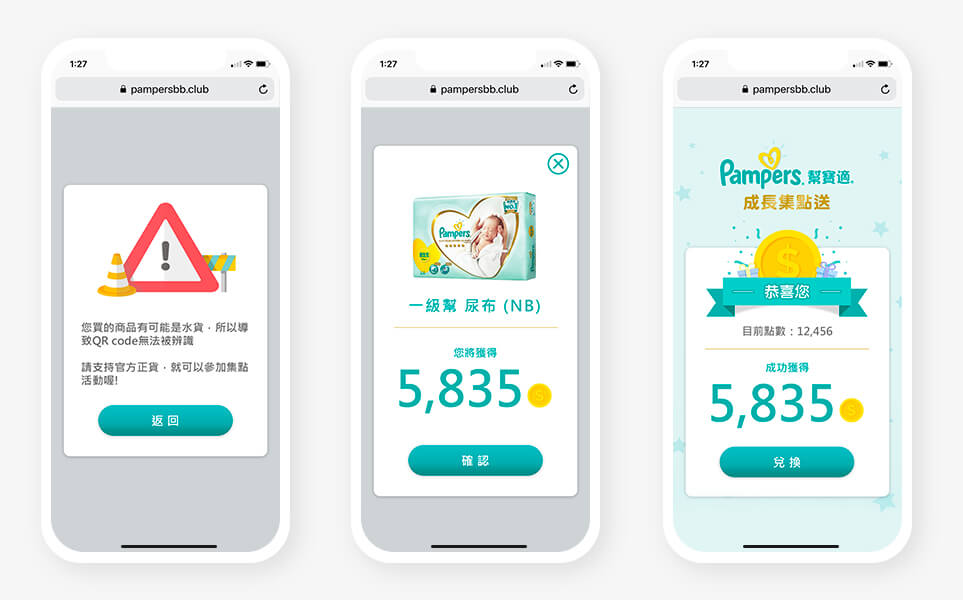 1:27
pampersbb.club
您買的商品有可能是水貨,所以導
致QR code無法被辨識
請支持官方正貨,就可以參加集點
活動喔!
返回
1:27
pampersbb.club
NO.1
Pampers
一級幫 尿布 (NB)
您將獲得
5,835
確認
1:27
pampersbb.club
Pampers 幫寶適
成長集點送
恭喜您
目前點數:12,456
成功獲得
5,835
兌換